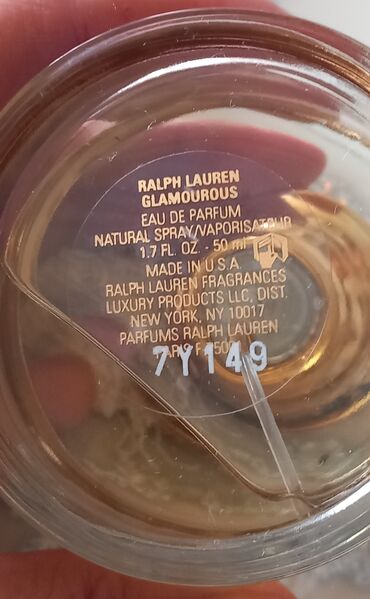 RALPH LAUREN
GLAMOUROUS
EAU DE PARFUM
NATURAL SPRAY/VAPORISATEUR
1.7 FL. OZ. - 50 ml
MADE IN U.S.A.
RALPH LAUREN FRAGRANCES
LUXURY PRODUCTS LLC, DIST.
NEW YORK, NY 10017
PARFUMS RALPH LAUREN
7Y149